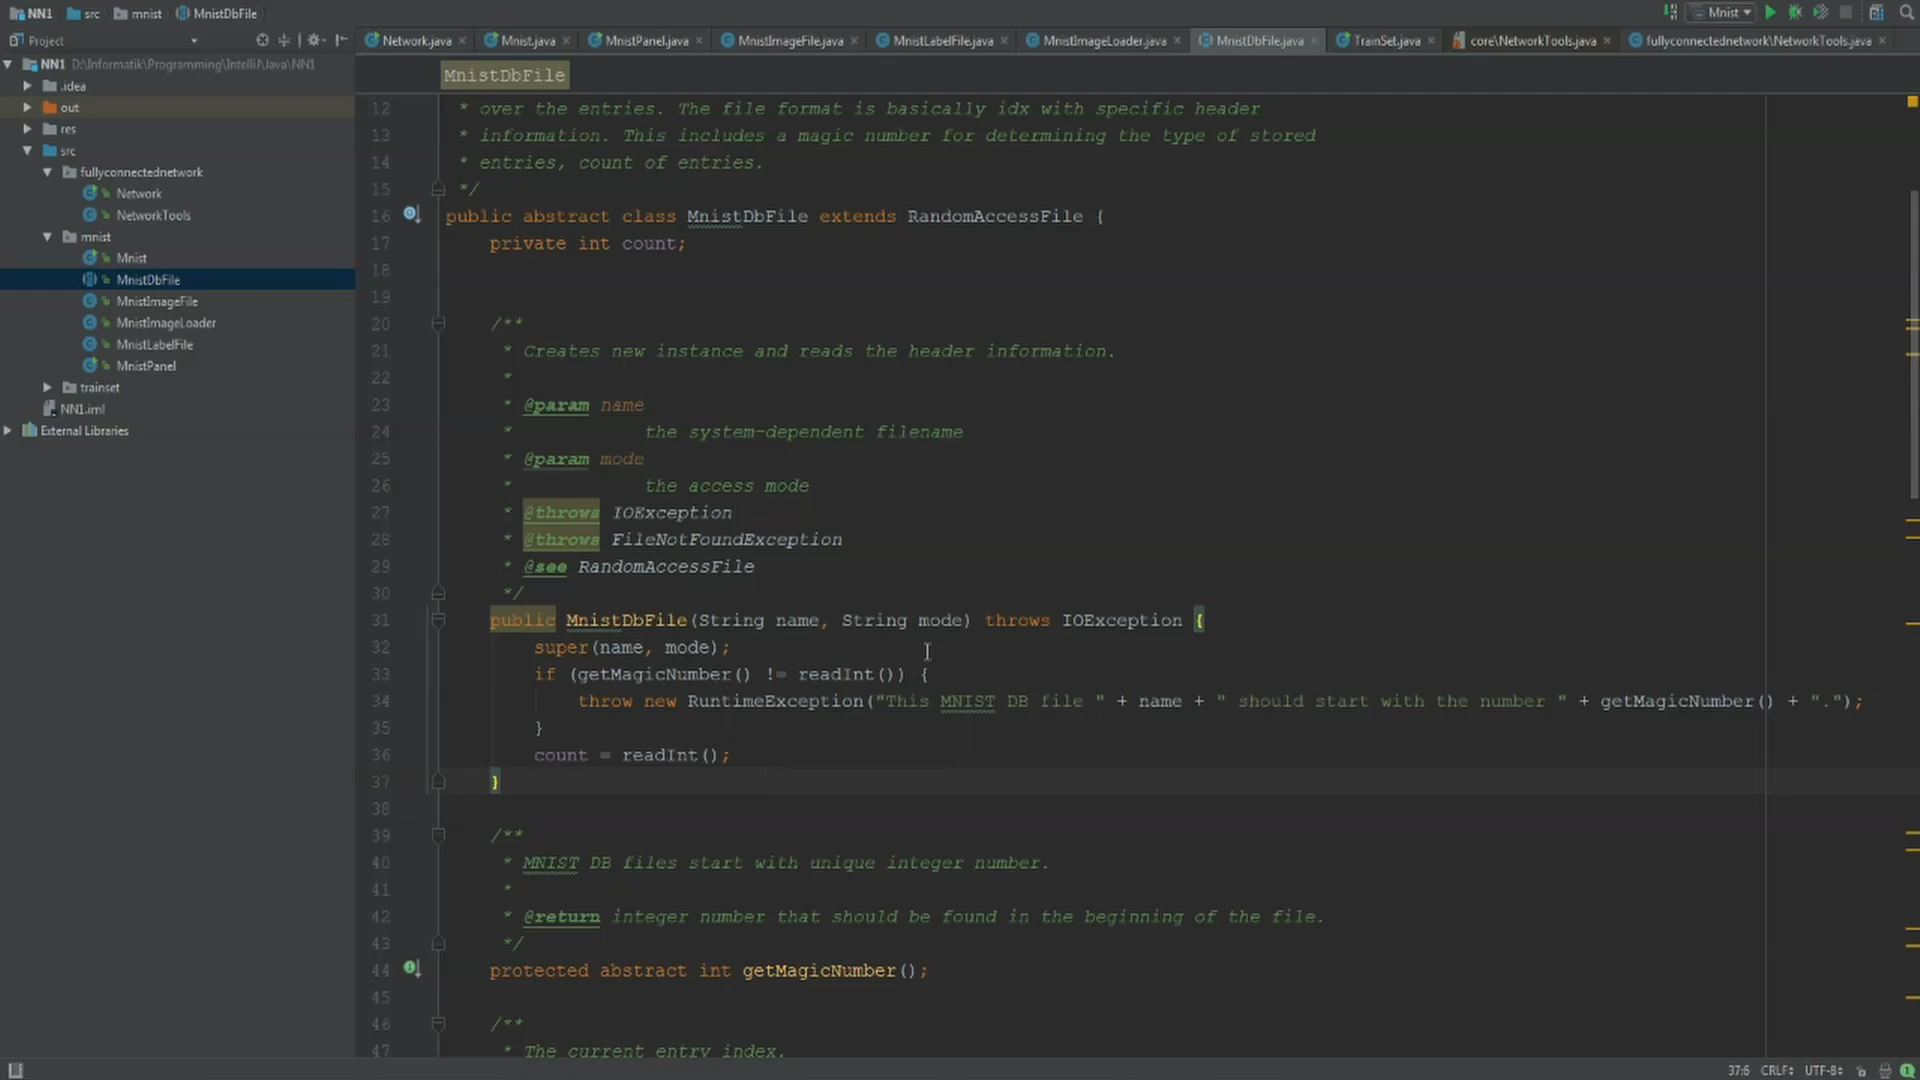 NN1 src mnist MnistDbFile
Mnist
Project
Network.java Mnist.java MnistPanel.java MnistImageFile.java MnistLabelFile.java MnistImageLoader.java MnistDbFile.java TrainSet.java core\NetworkTools.java fullyconnectednetwork\NetworkTools.java
NN1 D:\Informatik\Programming\IntelliJ\Java\NN1
.idea
out
res
src
fullyconnectednetwork
Network
NetworkTools
mnist
Mnist
MnistDbFile
MnistImageFile
MnistImageLoader
MnistLabelFile
MnistPanel
trainset
NN1.iml
External Libraries
MnistDbFile
12 * over the entries. The file format is basically idx with specific header
13 * information. This includes a magic number for determining the type of stored
14 * entries, count of entries.
15 */
16 public abstract class MnistDbFile extends RandomAccessFile {
17 private int count;
18
19
20 /**
21 * Creates new instance and reads the header information.
22 *
23 * @param name
24 * the system-dependent filename
25 * @param mode
26 * the access mode
27 * @throws IOException
28 * @throws FileNotFoundException
29 * @see RandomAccessFile
30 */
31 public MnistDbFile(String name, String mode) throws IOException {
32 super(name, mode);
33 if (getMagicNumber() != readInt()) {
34 throw new RuntimeException("This MNIST DB file " + name + " should start with the number " + getMagicNumber() + ".");
35 }
36 count = readInt();
37 }
38
39 /**
40 * MNIST DB files start with unique integer number.
41 *
42 * @return integer number that should be found in the beginning of the file.
43 */
44 protected abstract int getMagicNumber();
45
46 /**
47 * The current entry index.
37:6 CRLF UTF-8